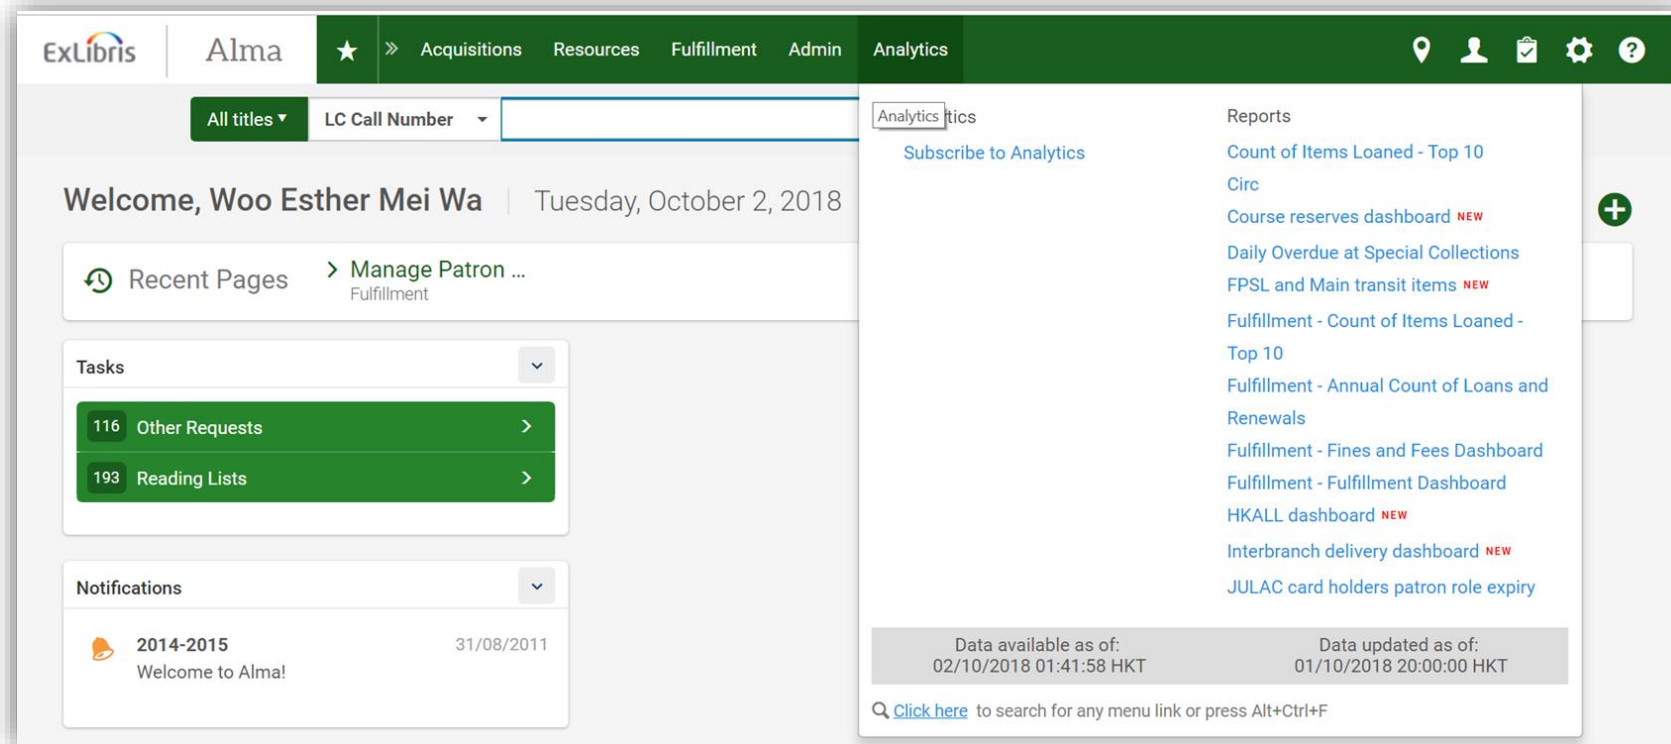 ExLibris
Alma
» Acquisitions Resources Fulfillment Admin Analytics
?
All titles ▾ LC Call Number
Analytics tics
Subscribe to Analytics
Reports
Count of Items Loaned - Top 10
Circ
Course reserves dashboard NEW
Daily Overdue at Special Collections
FPSL and Main transit items NEW
Fulfillment - Count of Items Loaned -
Top 10
Fulfillment - Annual Count of Loans and
Renewals
Fulfillment - Fines and Fees Dashboard
Fulfillment - Fulfillment Dashboard
HKALL dashboard NEW
Interbranch delivery dashboard NEW
JULAC card holders patron role expiry
Data available as of:
02/10/2018 01:41:58 HKT
Data updated as of:
01/10/2018 20:00:00 HKT
Click here to search for any menu link or press Alt+Ctrl+F
Welcome, Woo Esther Mei Wa | Tuesday, October 2, 2018
Recent Pages
> Manage Patron ...
Fulfillment
Tasks
116 Other Requests >
193 Reading Lists >
Notifications
2014-2015 31/08/2011
Welcome to Alma!